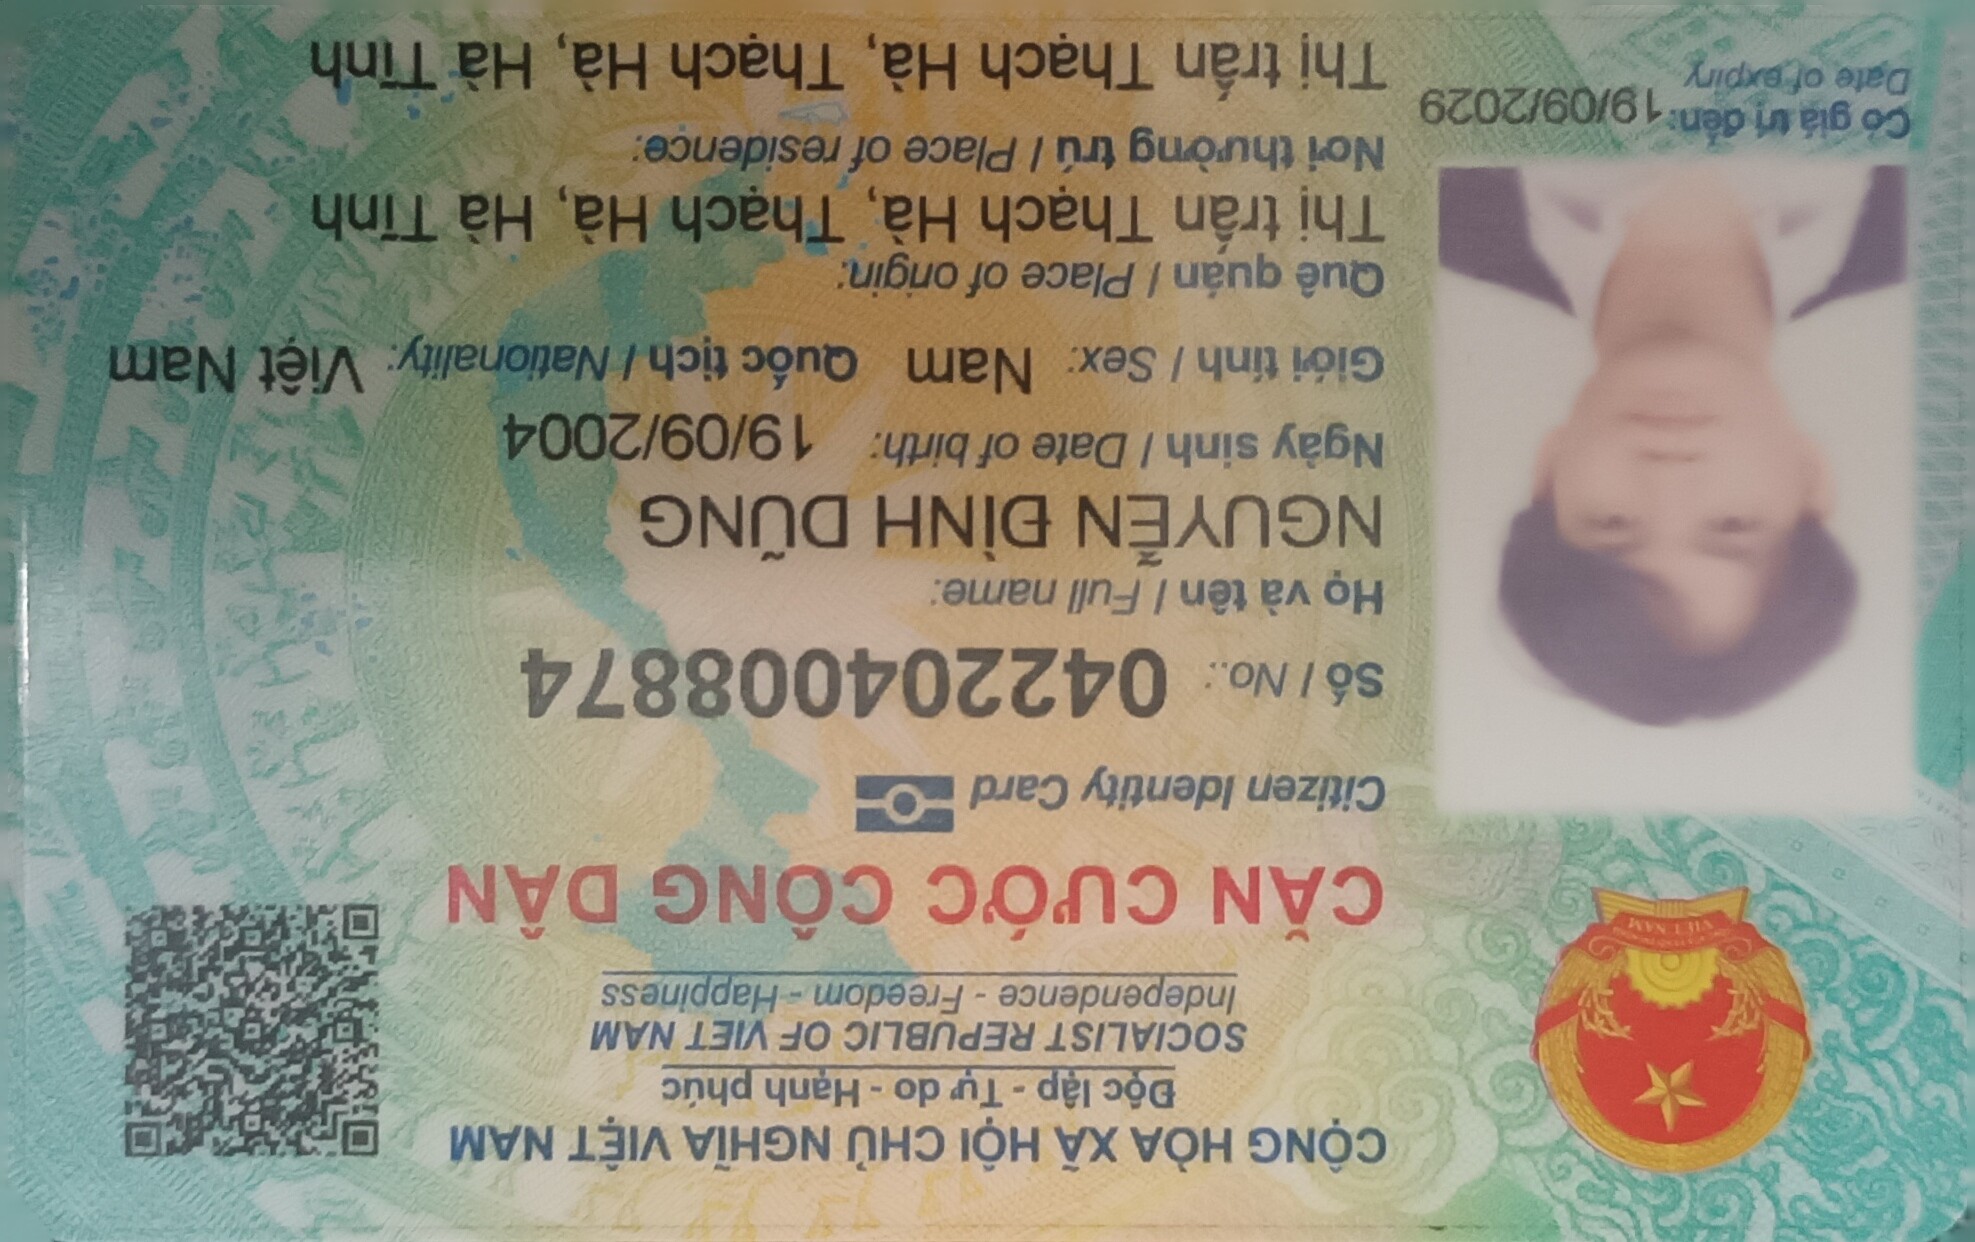 CỘNG HÒA XÃ HỘI CHỦ NGHĨA VIỆT NAM
Độc lập - Tự do - Hạnh phúc
SOCIALIST REPUBLIC OF VIET NAM
Independence - Freedom - Happiness
CĂN CƯỚC CÔNG DÂN
Citizen Identity Card
Số / No.: 042204008874
Họ và tên / Full name:
NGUYỄN ĐÌNH DŨNG
Ngày sinh / Date of birth: 19/09/2004
Giới tính / Sex: Nam Quốc tịch / Nationality: Việt Nam
Quê quán / Place of origin:
Thị trấn Thạch Hà, Thạch Hà, Hà Tĩnh
Nơi thường trú / Place of residence:
Thị trấn Thạch Hà, Thạch Hà, Hà Tĩnh
Có giá trị đến: 19/09/2029
Date of expiry
VIỆT NAM